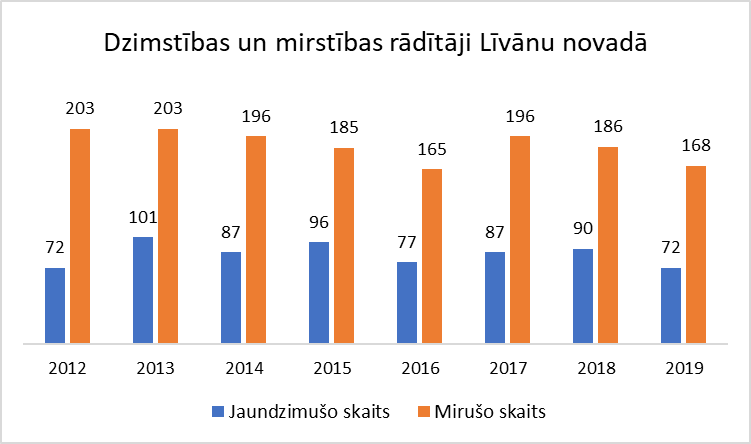 Dzimstības un mirstības rādītāji Līvānu novadā
203 203 196 185 165 196 186 168
72 101 87 96 77 87 90 72
2012 2013 2014 2015 2016 2017 2018 2019
Jaundzimušo skaits Mirušo skaits